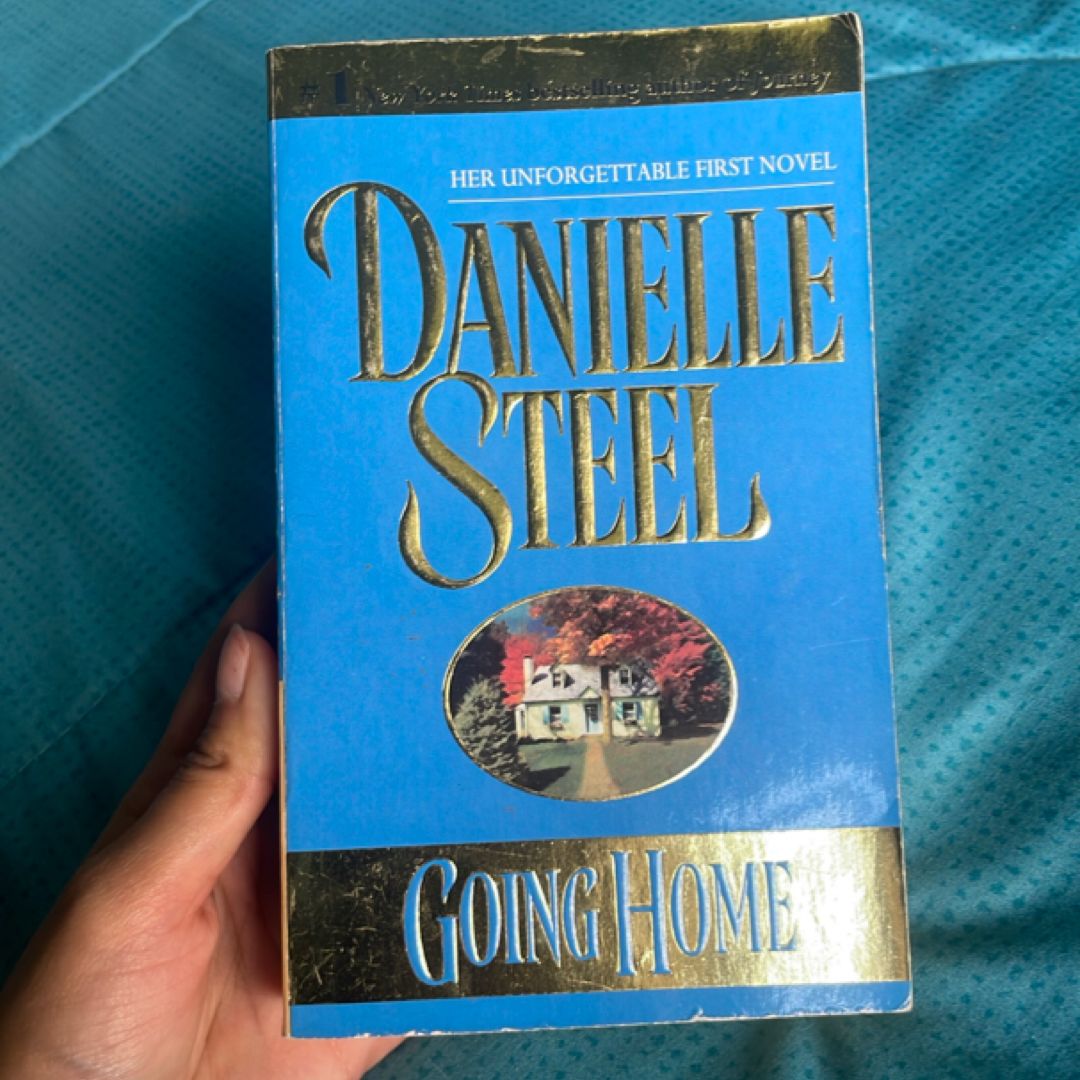 # 1 New York Times bestselling author of Journey
HER UNFORGETTABLE FIRST NOVEL
DANIELLE
STEEL
GOING HOME